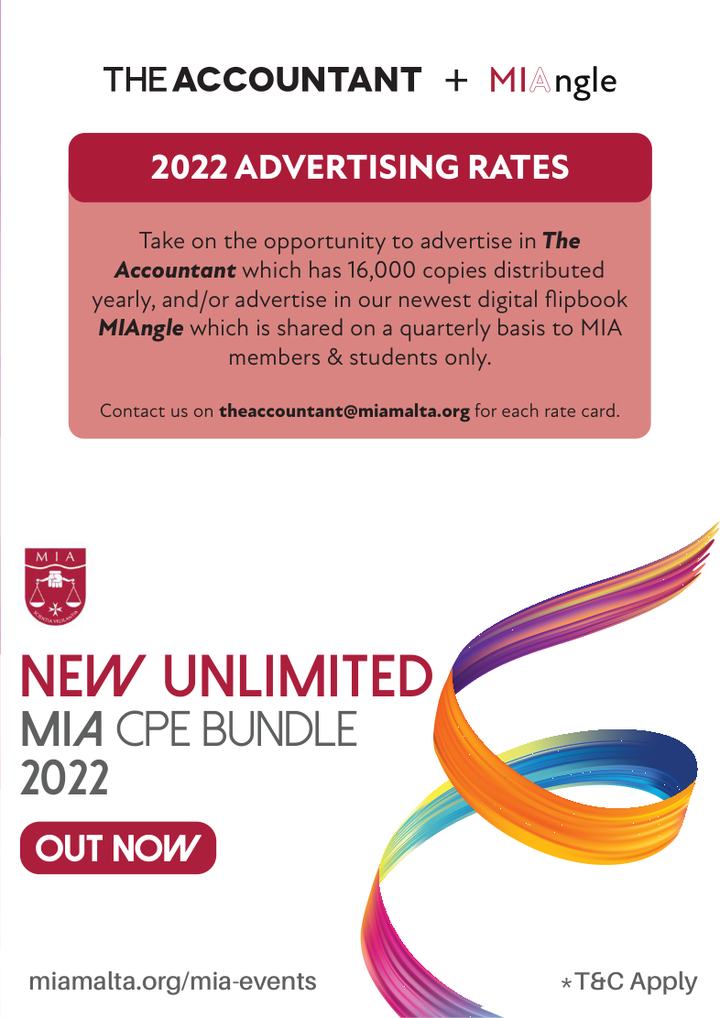 THE ACCOUNTANT + MIAngle
2022 ADVERTISING RATES
Take on the opportunity to advertise in The
Accountant which has 16,000 copies distributed
yearly, and/or advertise in our newest digital flipbook
MIAngle which is shared on a quarterly basis to MIA
members & students only.
Contact us on theaccountant@miamalta.org for each rate card.
MIA
SCIENTIA VIGILANTIA
NEW UNLIMITED
MIA CPE BUNDLE
2022
OUT NOW
miamalta.org/mia-events
*T&C Apply